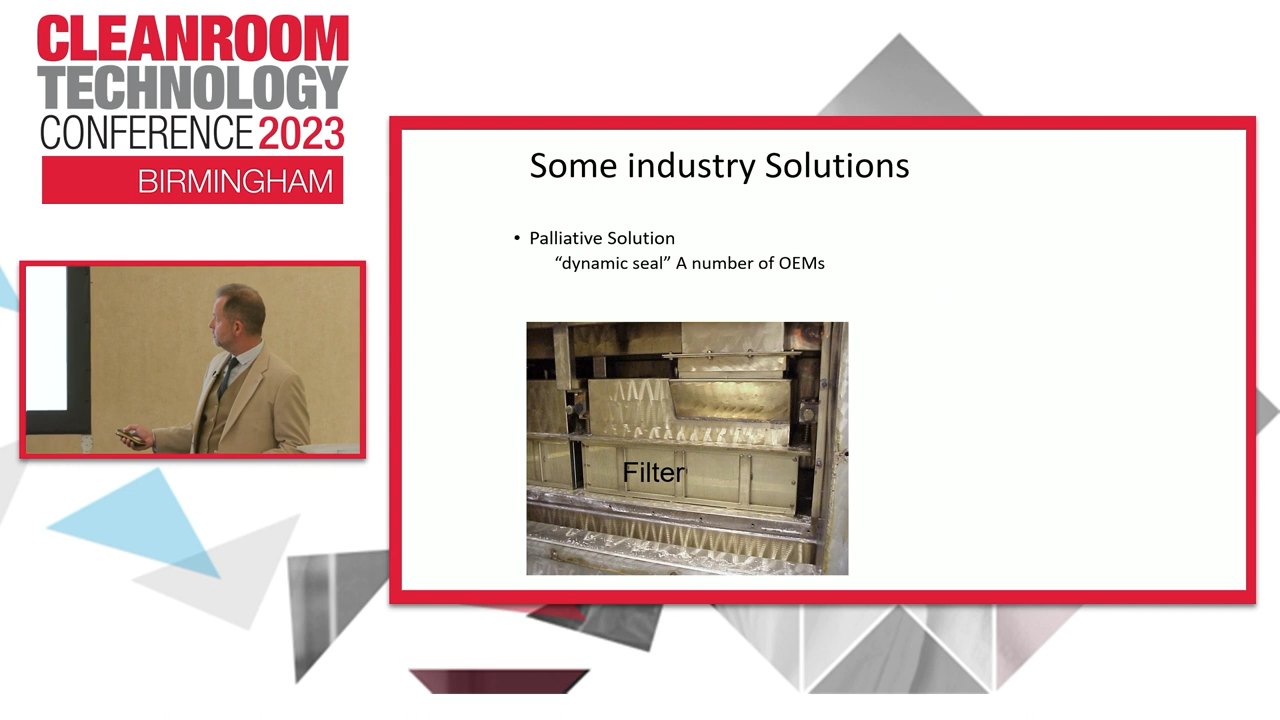 CLEANROOM
TECHNOLOGY
CONFERENCE 2023
BIRMINGHAM
Some industry Solutions
• Palliative Solution
“dynamic seal” A number of OEMs
Filter